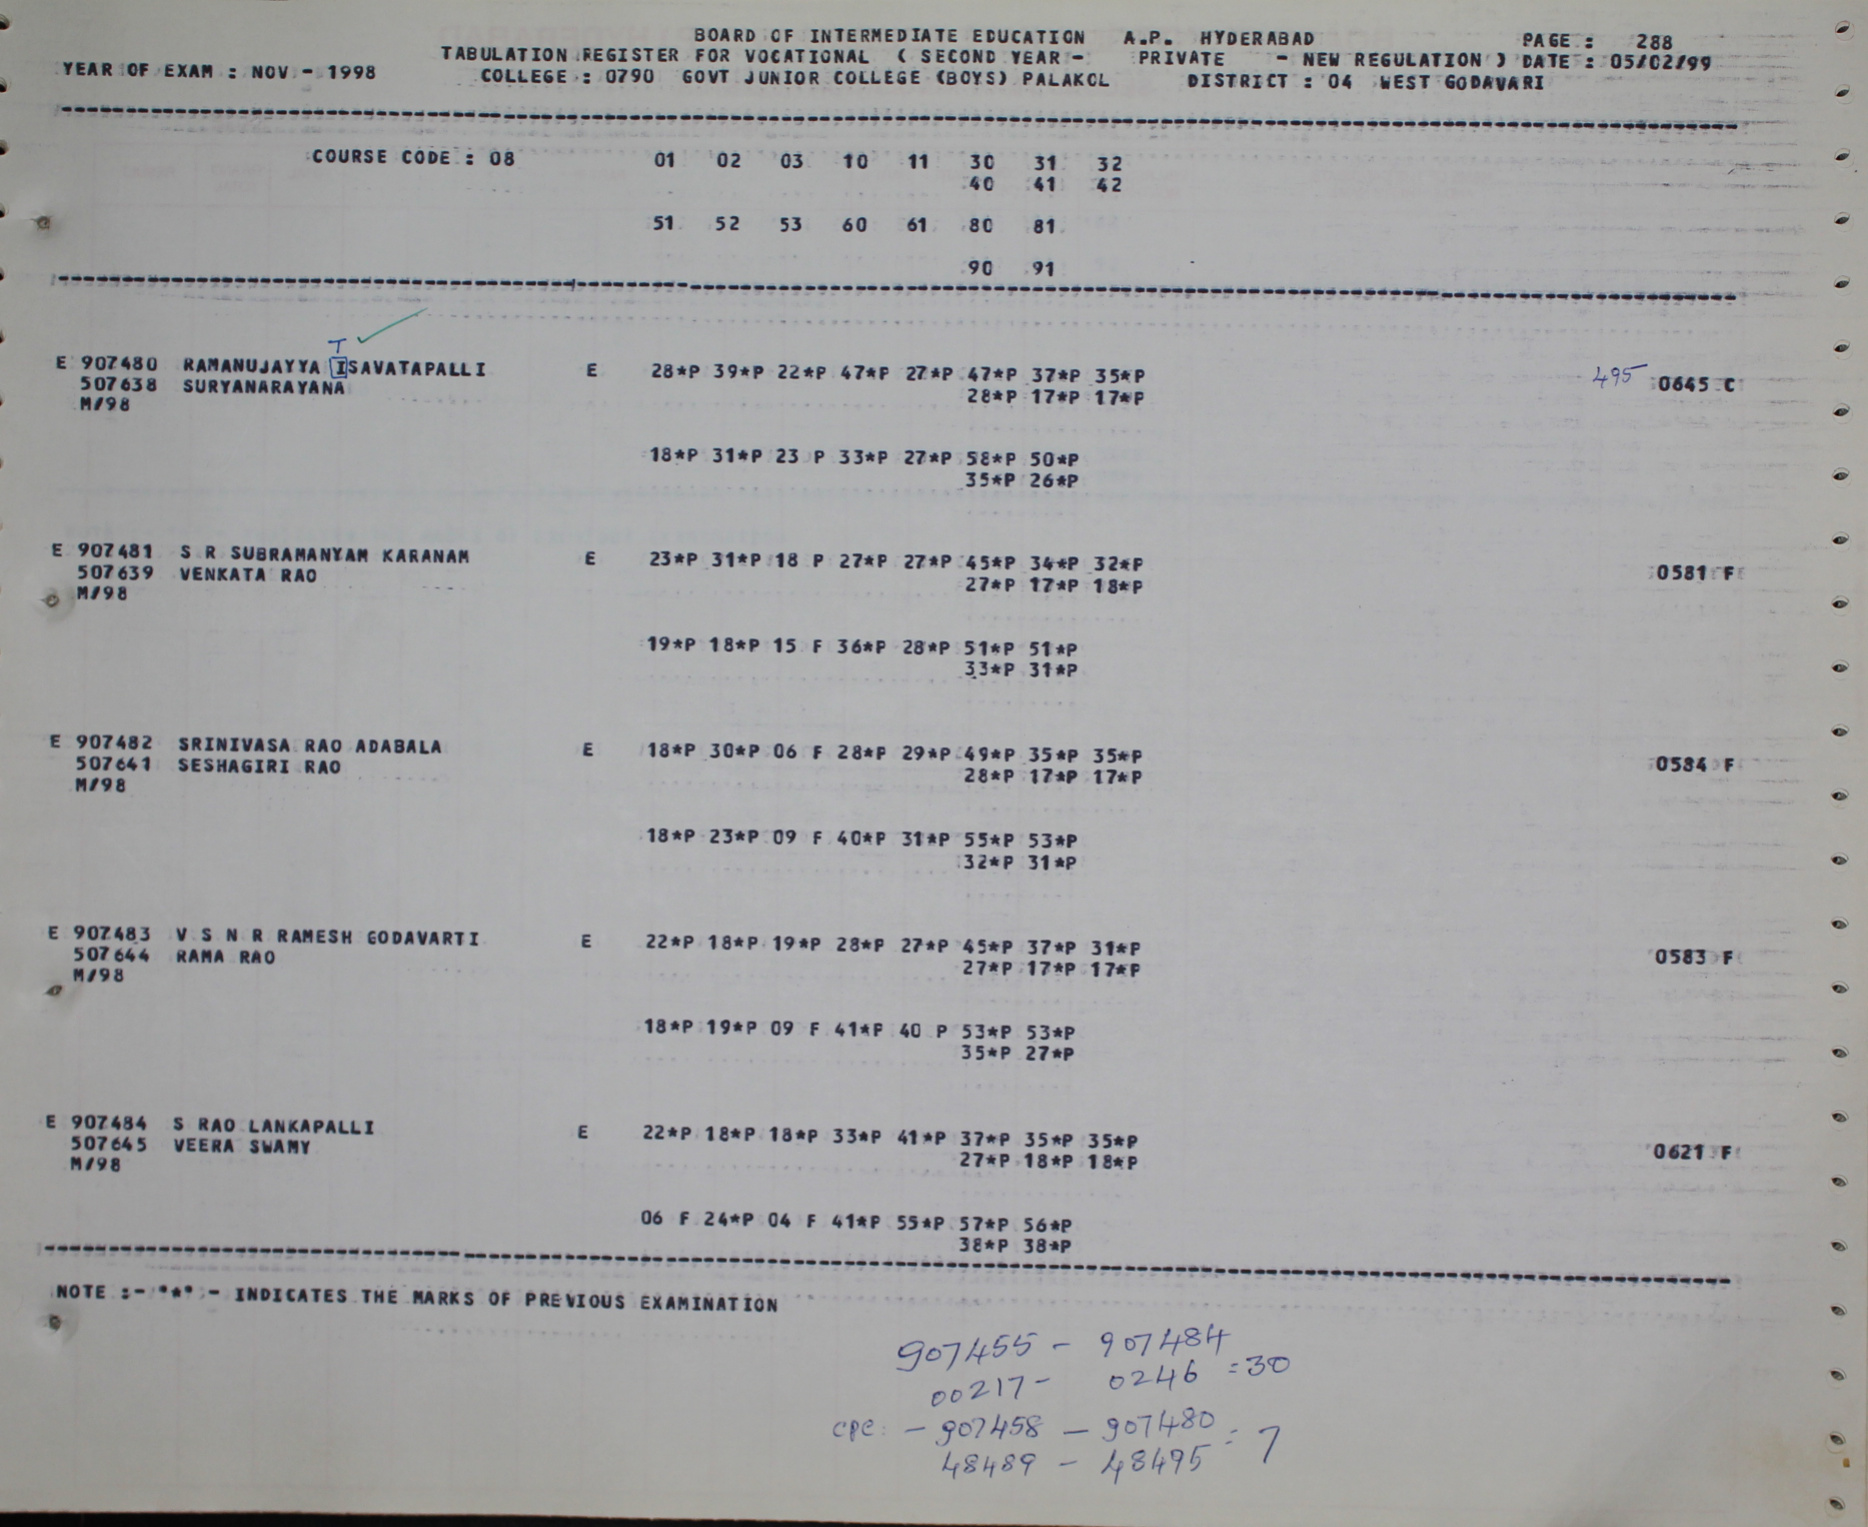 BOARD OF INTERMEDIATE EDUCATION A.P. HYDERABAD PAGE : 288
TABULATION REGISTER FOR VOCATIONAL ( SECOND YEAR - PRIVATE - NEW REGULATION ) DATE : 05/02/99
YEAR OF EXAM : NOV - 1998 COLLEGE : 0790 GOVT JUNIOR COLLEGE (BOYS) PALAKOL DISTRICT : 04 WEST GODAVARI
COURSE CODE : 08 01 02 03 10 11 30 31 32
40 41 42
51 52 53 60 61 80 81
90 91
T
E 907480 RAMANUJAYYA ISAVATAPALLI E 28*P 39*P 22*P 47*P 27*P 47*P 37*P 35*P 495 0645 C
507638 SURYANARAYANA 28*P 17*P 17*P
M/98
18*P 31*P 23 P 33*P 27*P 58*P 50*P
35*P 26*P
E 907481 S R SUBRAMANYAM KARANAM E 23*P 31*P 18 P 27*P 27*P 45*P 34*P 32*P 0581 F
507639 VENKATA RAO 27*P 17*P 18*P
M/98
19*P 18*P 15 F 36*P 28*P 51*P 51*P
33*P 31*P
E 907482 SRINIVASA RAO ADABALA E 18*P 30*P 06 F 28*P 29*P 49*P 35*P 35*P 0584 F
507641 SESHAGIRI RAO 28*P 17*P 17*P
M/98
18*P 23*P 09 F 40*P 31*P 55*P 53*P
32*P 31*P
E 907483 V S N R RAMESH GODAVARTI E 22*P 18*P 19*P 28*P 27*P 45*P 37*P 31*P 0583 F
507644 RAMA RAO 27*P 17*P 17*P
M/98
18*P 19*P 09 F 41*P 40 P 53*P 53*P
35*P 27*P
E 907484 S RAO LANKAPALLI E 22*P 18*P 18*P 33*P 41*P 37*P 35*P 35*P 0621 F
507645 VEERA SWAMY 27*P 18*P 18*P
M/98
06 F 24*P 04 F 41*P 55*P 57*P 56*P
38*P 38*P
NOTE :- "*" - INDICATES THE MARKS OF PREVIOUS EXAMINATION
907455 - 907484
00217 - 0246 = 30
cpc: - 907458 - 907480
48489 - 48495 = 7